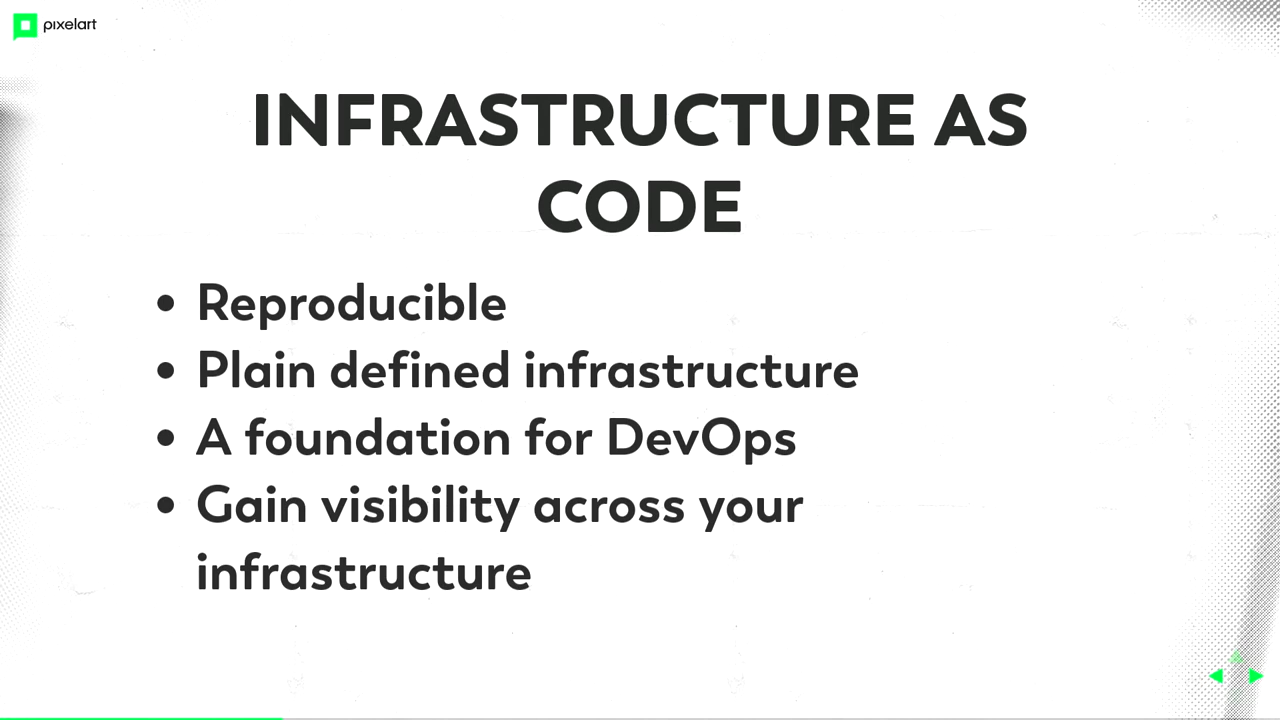 pixelart
INFRASTRUCTURE AS
CODE
• Reproducible
• Plain defined infrastructure
• A foundation for DevOps
• Gain visibility across your
infrastructure